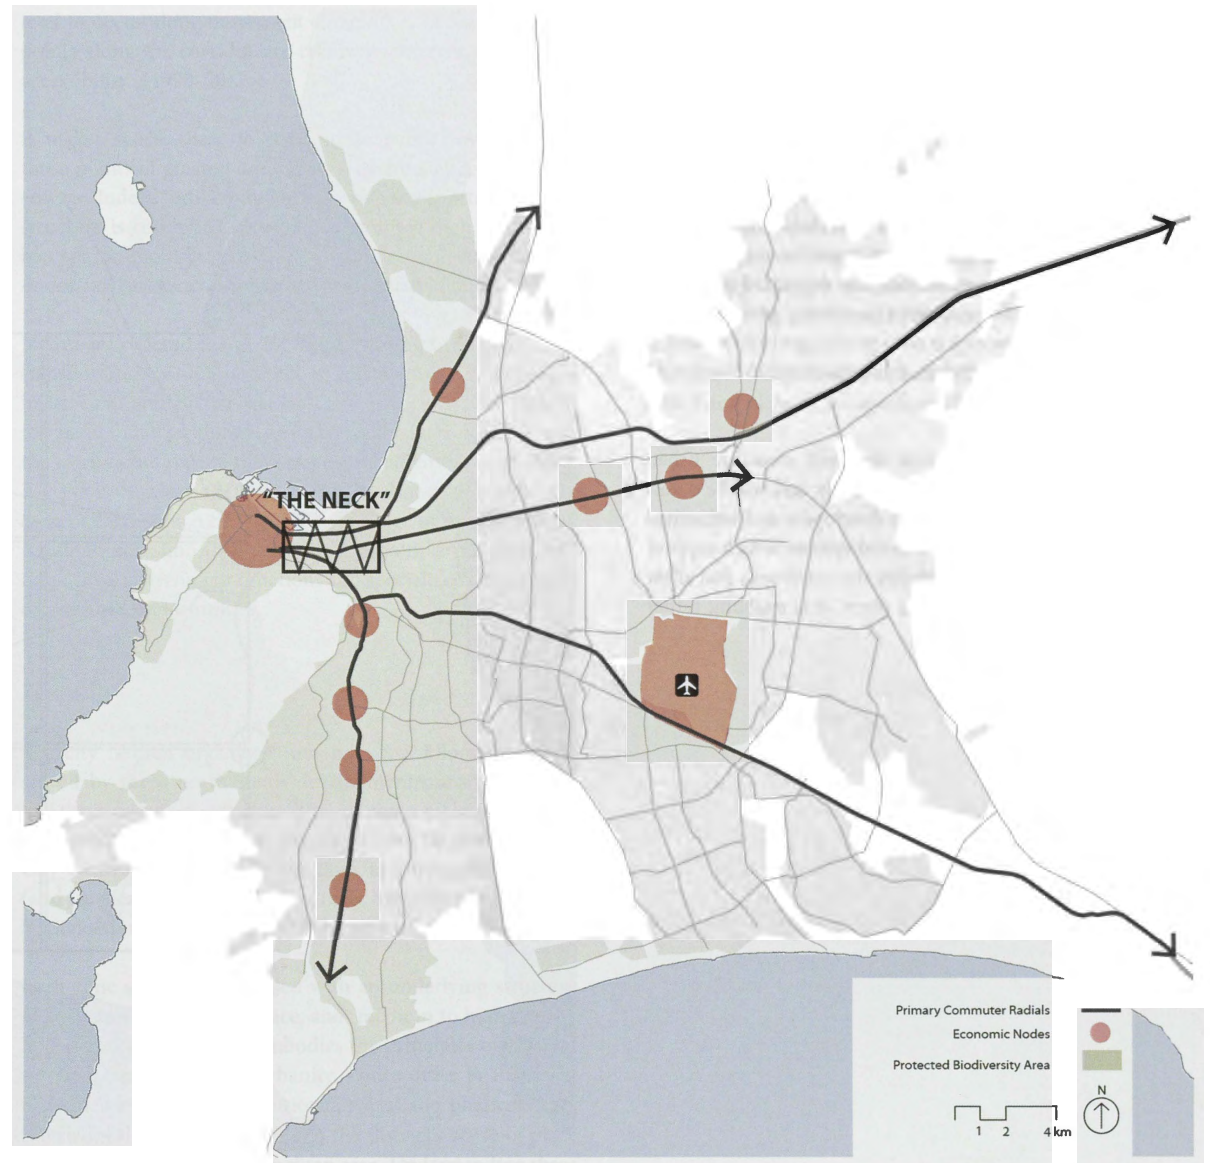 “THE NECK”
Primary Commuter Radials
Economic Nodes
Protected Biodiversity Area
N
1 2 4 km